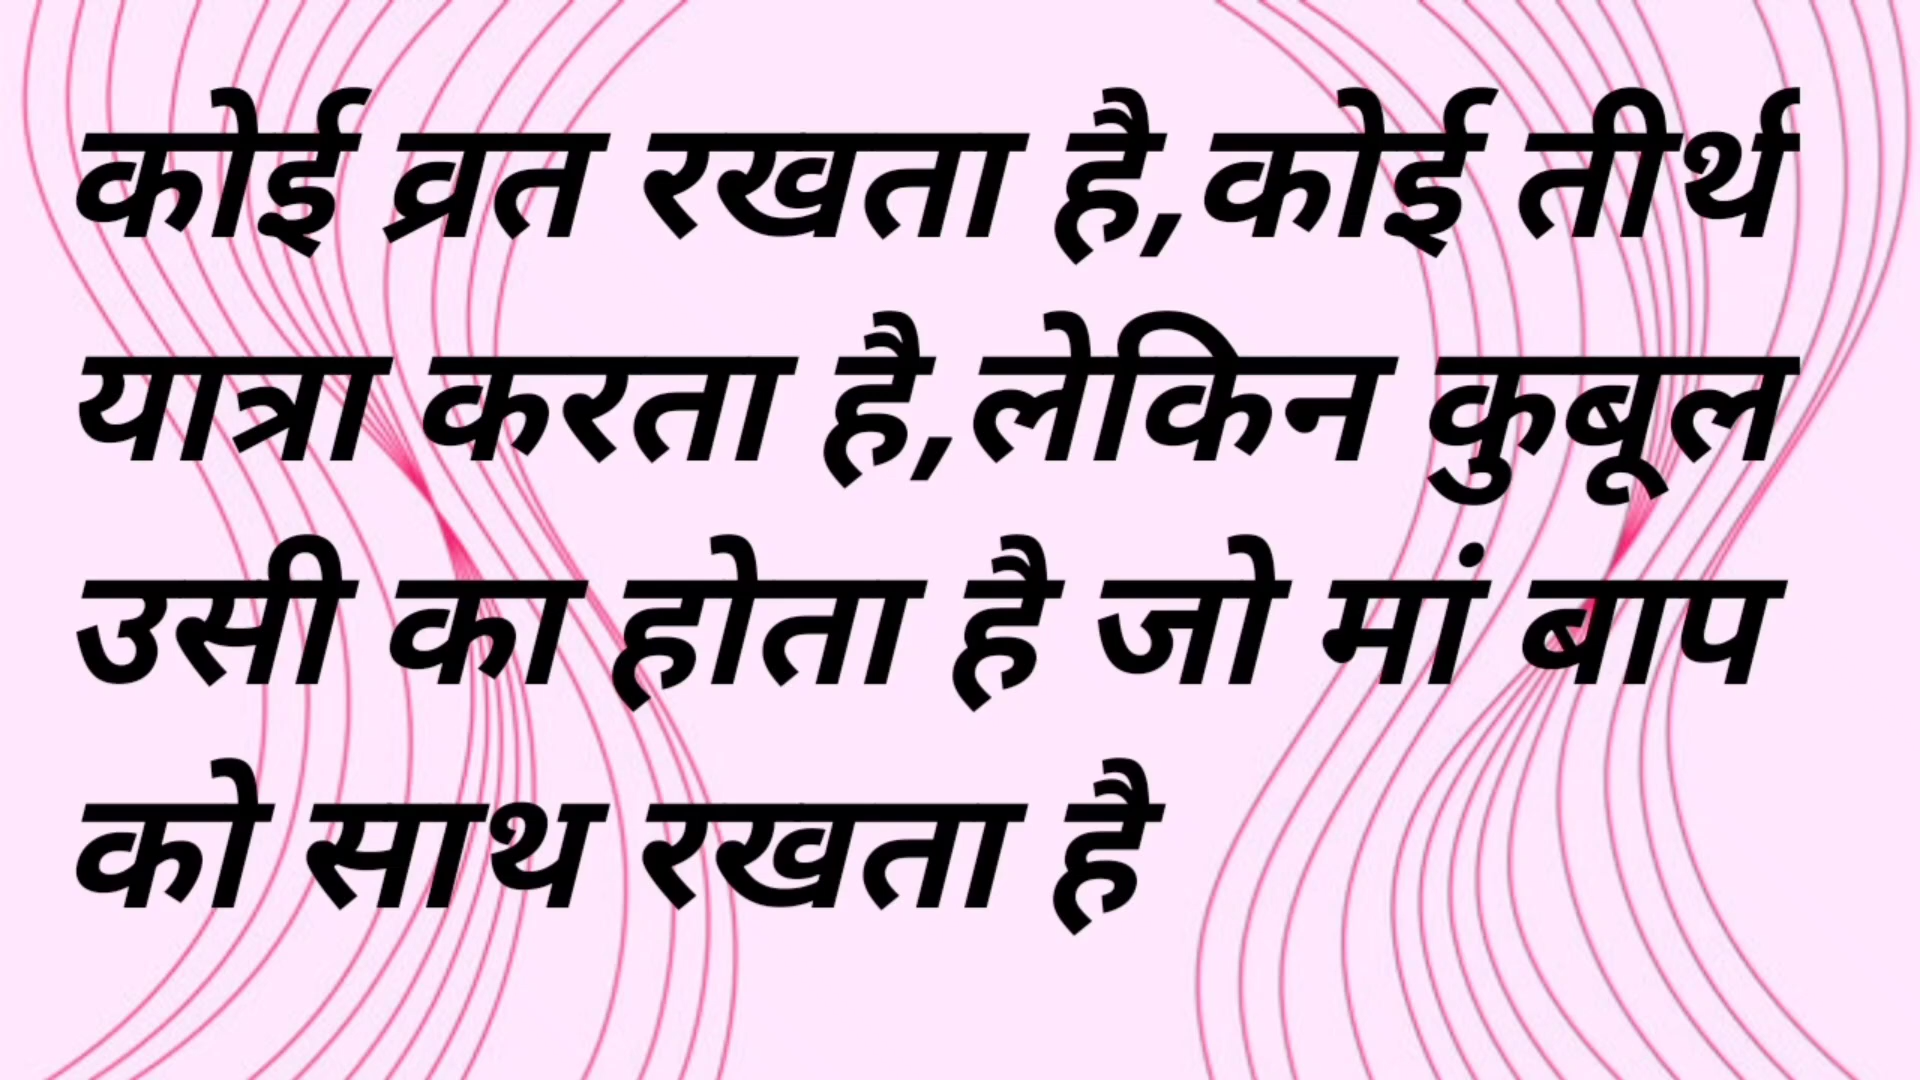 कोई व्रत रखता है,कोई तीर्थ
यात्रा करता है,लेकिन कुबूल
उसी का होता है जो मां बाप
को साथ रखता है